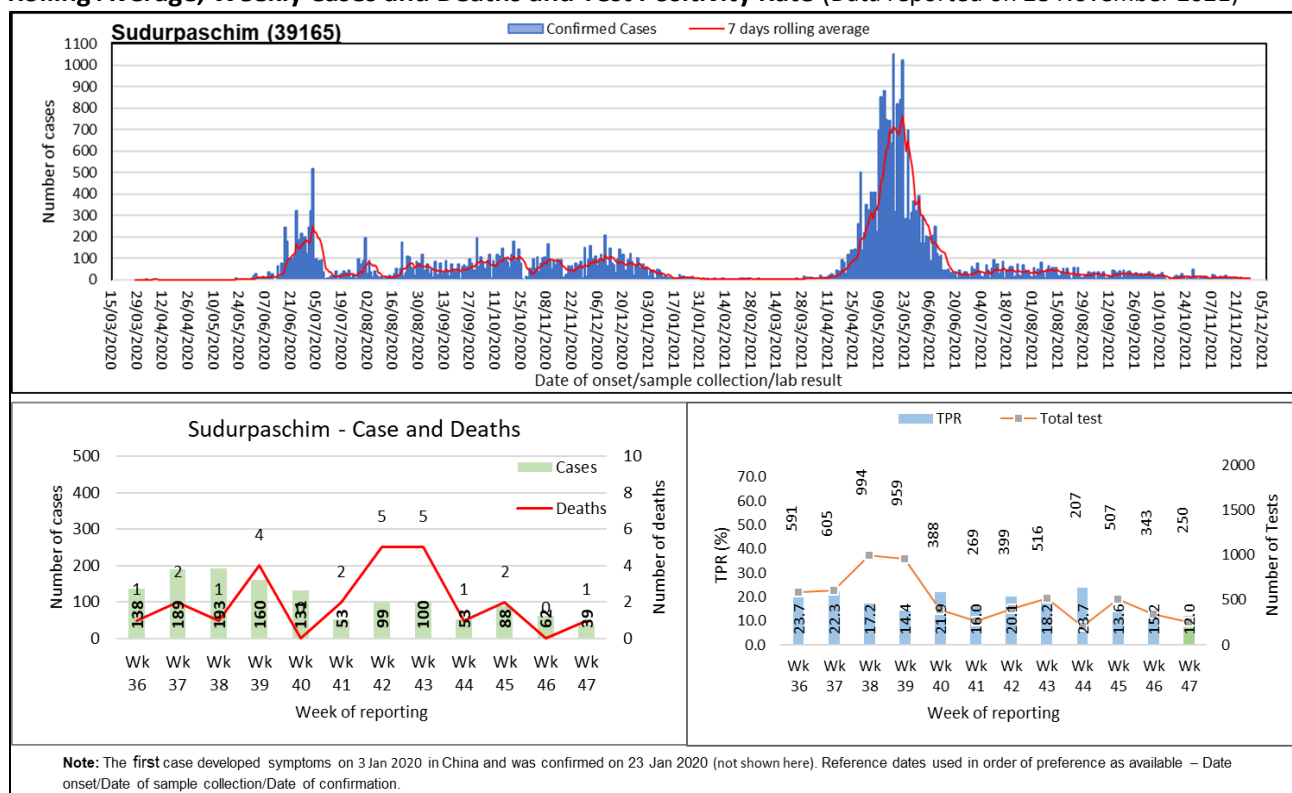 Rolling Average, Weekly Cases and Deaths and Test Positivity Rate (Data reported on 28 November 2021)
Sudurpaschim (39165)
Confirmed Cases 7 days rolling average
Number of cases
1100
1000
900
800
700
600
500
400
300
200
100
0
15/03/2020 29/03/2020 12/04/2020 26/04/2020 10/05/2020 24/05/2020 07/06/2020 21/06/2020 05/07/2020 19/07/2020 02/08/2020 16/08/2020 30/08/2020 13/09/2020 27/09/2020 11/10/2020 25/10/2020 08/11/2020 22/11/2020 06/12/2020 20/12/2020 03/01/2021 17/01/2021 31/01/2021 14/02/2021 28/02/2021 14/03/2021 28/03/2021 11/04/2021 25/04/2021 09/05/2021 23/05/2021 06/06/2021 20/06/2021 04/07/2021 18/07/2021 01/08/2021 15/08/2021 29/08/2021 12/09/2021 26/09/2021 10/10/2021 24/10/2021 07/11/2021 21/11/2021 05/12/2021
Date of onset/sample collection/lab result
Sudurpaschim - Case and Deaths
Cases
Deaths
Number of cases
500
400
300
200
100
0
Number of deaths
10
8
6
4
2
0
1 2 1 4 0 2 5 5 1 2 0 1
138 189 193 160 131 53 99 100 53 88 62 39
Wk Wk Wk Wk Wk Wk Wk Wk Wk Wk Wk Wk
36 37 38 39 40 41 42 43 44 45 46 47
Week of reporting
TPR Total test
TPR (%)
70.0
60.0
50.0
40.0
30.0
20.0
10.0
0.0
Number of Tests
2000
1500
1000
500
0
591 605 994 959 388 269 399 516 207 507 343 250
23.7 22.3 17.2 14.4 21.9 16.0 20.1 18.2 23.7 13.6 15.2 12.0
Wk Wk Wk Wk Wk Wk Wk Wk Wk Wk Wk Wk
36 37 38 39 40 41 42 43 44 45 46 47
Week of reporting
Note: The first case developed symptoms on 3 Jan 2020 in China and was confirmed on 23 Jan 2020 (not shown here). Reference dates used in order of preference as available – Date
onset/Date of sample collection/Date of confirmation.